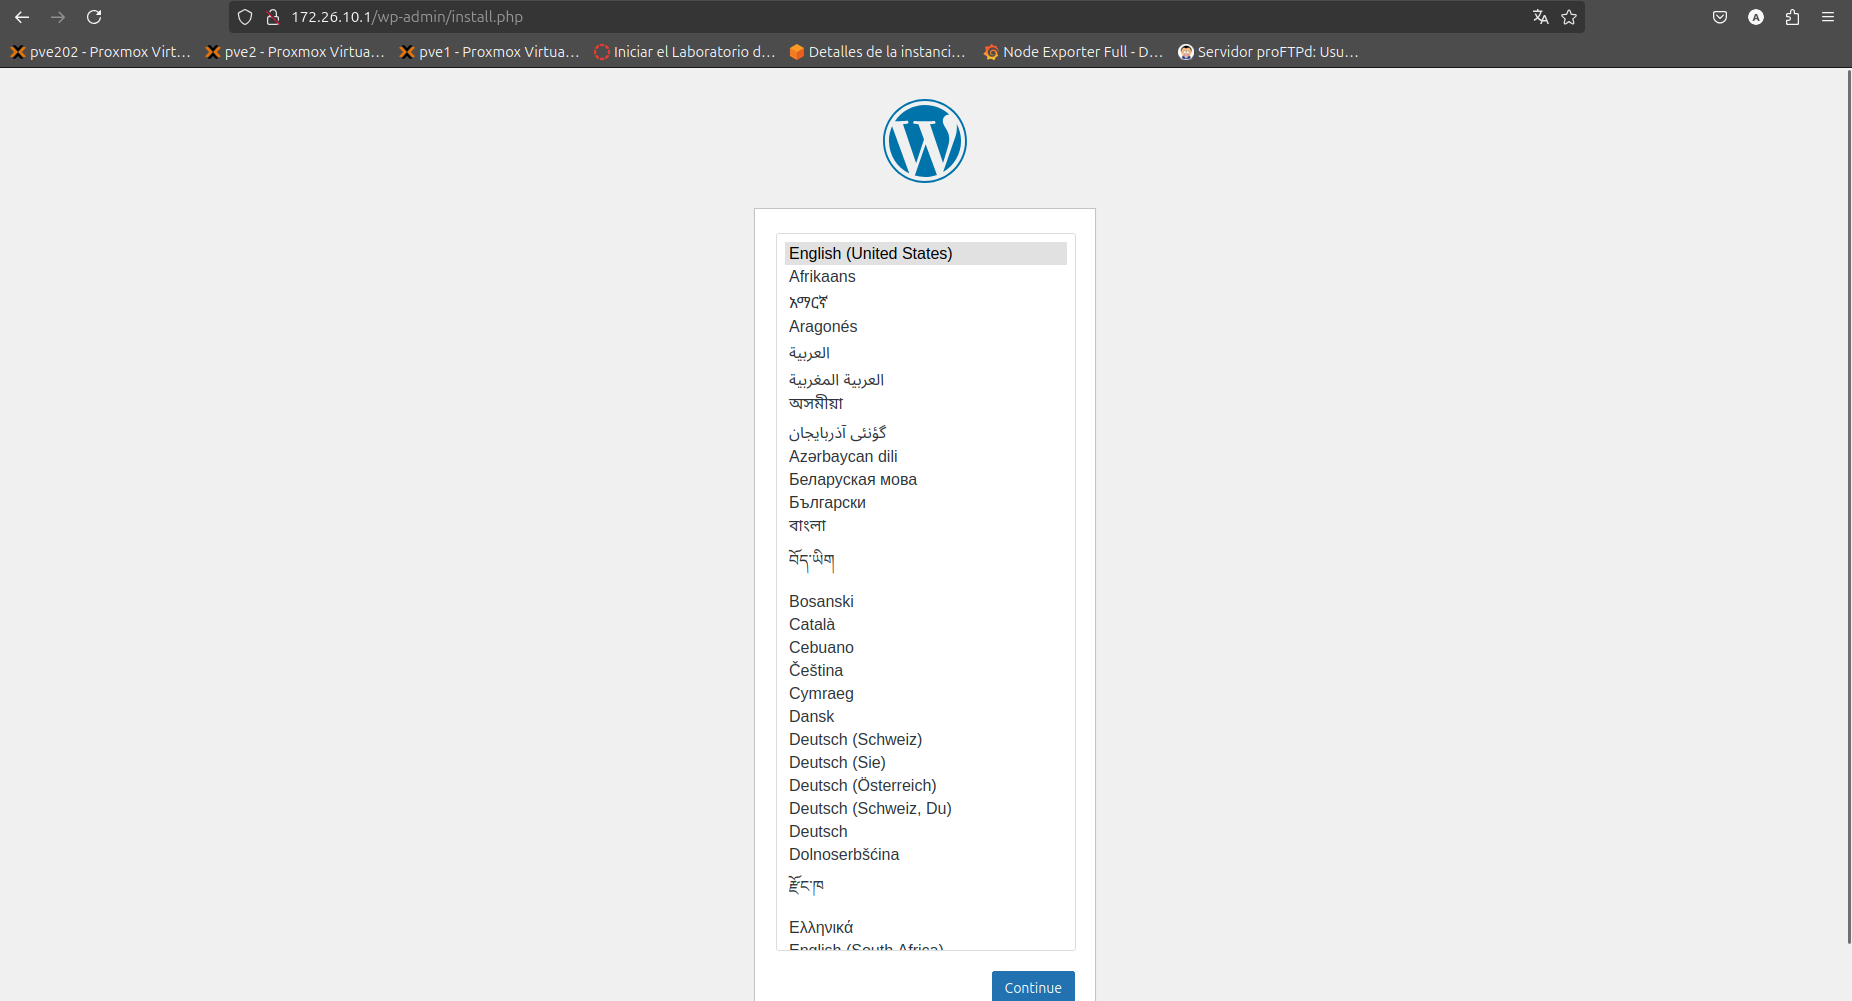 172.26.10.1/wp-admin/install.php
A
pve202 - Proxmox Virt… pve2 - Proxmox Virtua… pve1 - Proxmox Virtua… Iniciar el Laboratorio d… Detalles de la instanci… Node Exporter Full - D… Servidor proFTPd: Usu…
W
English (United States)
Afrikaans
አማርኛ
Aragonés
العربية
العربية المغربية
অসমীয়া
گؤنئی آذربایجان
Azərbaycan dili
Беларуская мова
Български
বাংলা
བོད་ཡིག
Bosanski
Català
Cebuano
Čeština
Cymraeg
Dansk
Deutsch (Schweiz)
Deutsch (Sie)
Deutsch (Österreich)
Deutsch (Schweiz, Du)
Deutsch
Dolnoserbšćina
རྫོང་ཁ
Ελληνικά
English (South Africa)
Continue